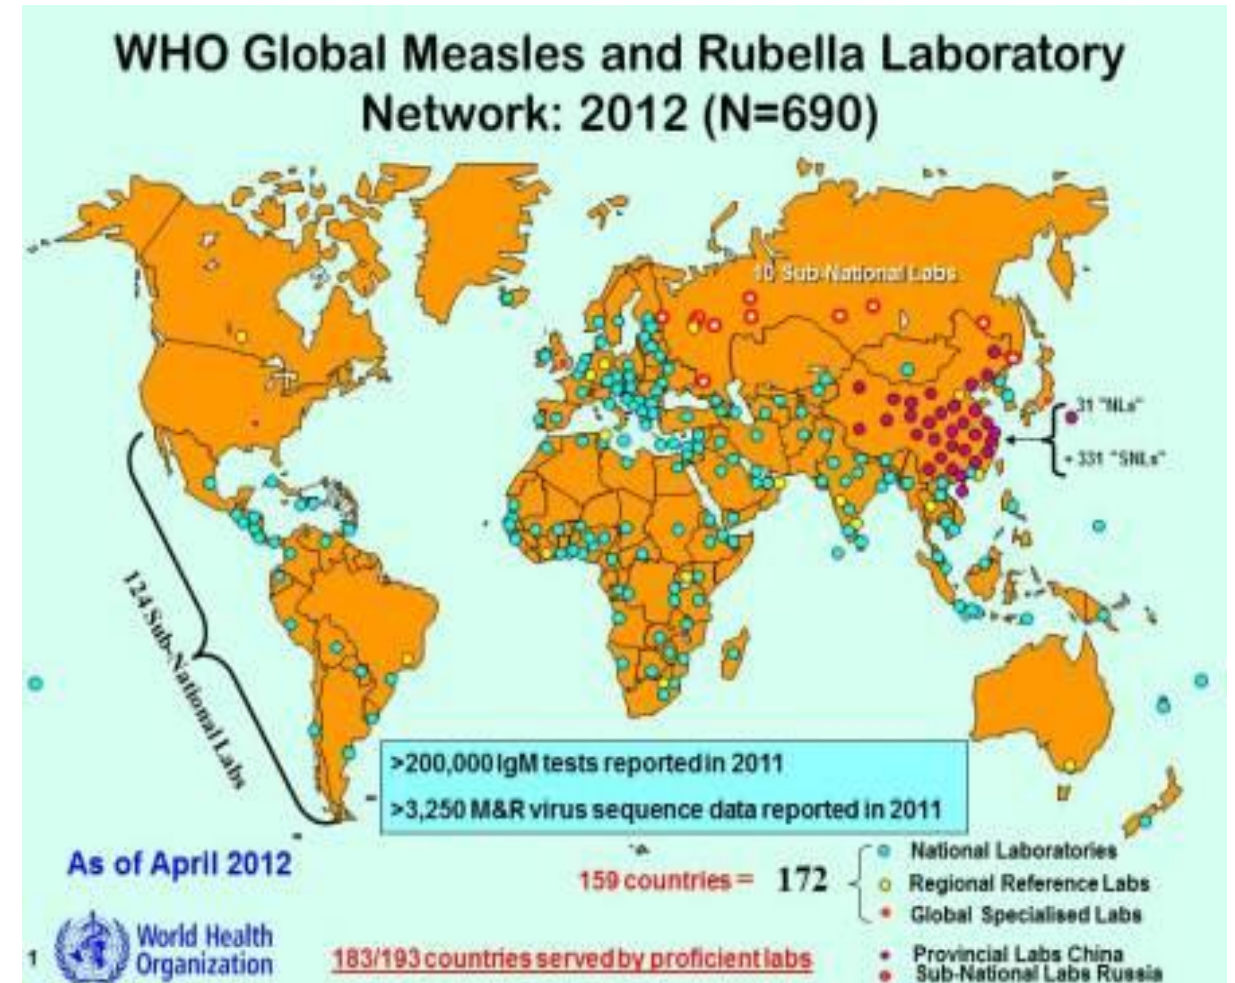 WHO Global Measles and Rubella Laboratory
Network: 2012 (N=690)
10 Sub-National Labs
31 "NLs"
+ 331 "SNLs"
124 Sub-National Labs
>200,000 IgM tests reported in 2011
>3,250 M&R virus sequence data reported in 2011
As of April 2012
159 countries = 172
National Laboratories
Regional Reference Labs
Global Specialised Labs
Provincial Labs China
Sub-National Labs Russia
183/193 countries served by proficient labs
World Health
Organization
1